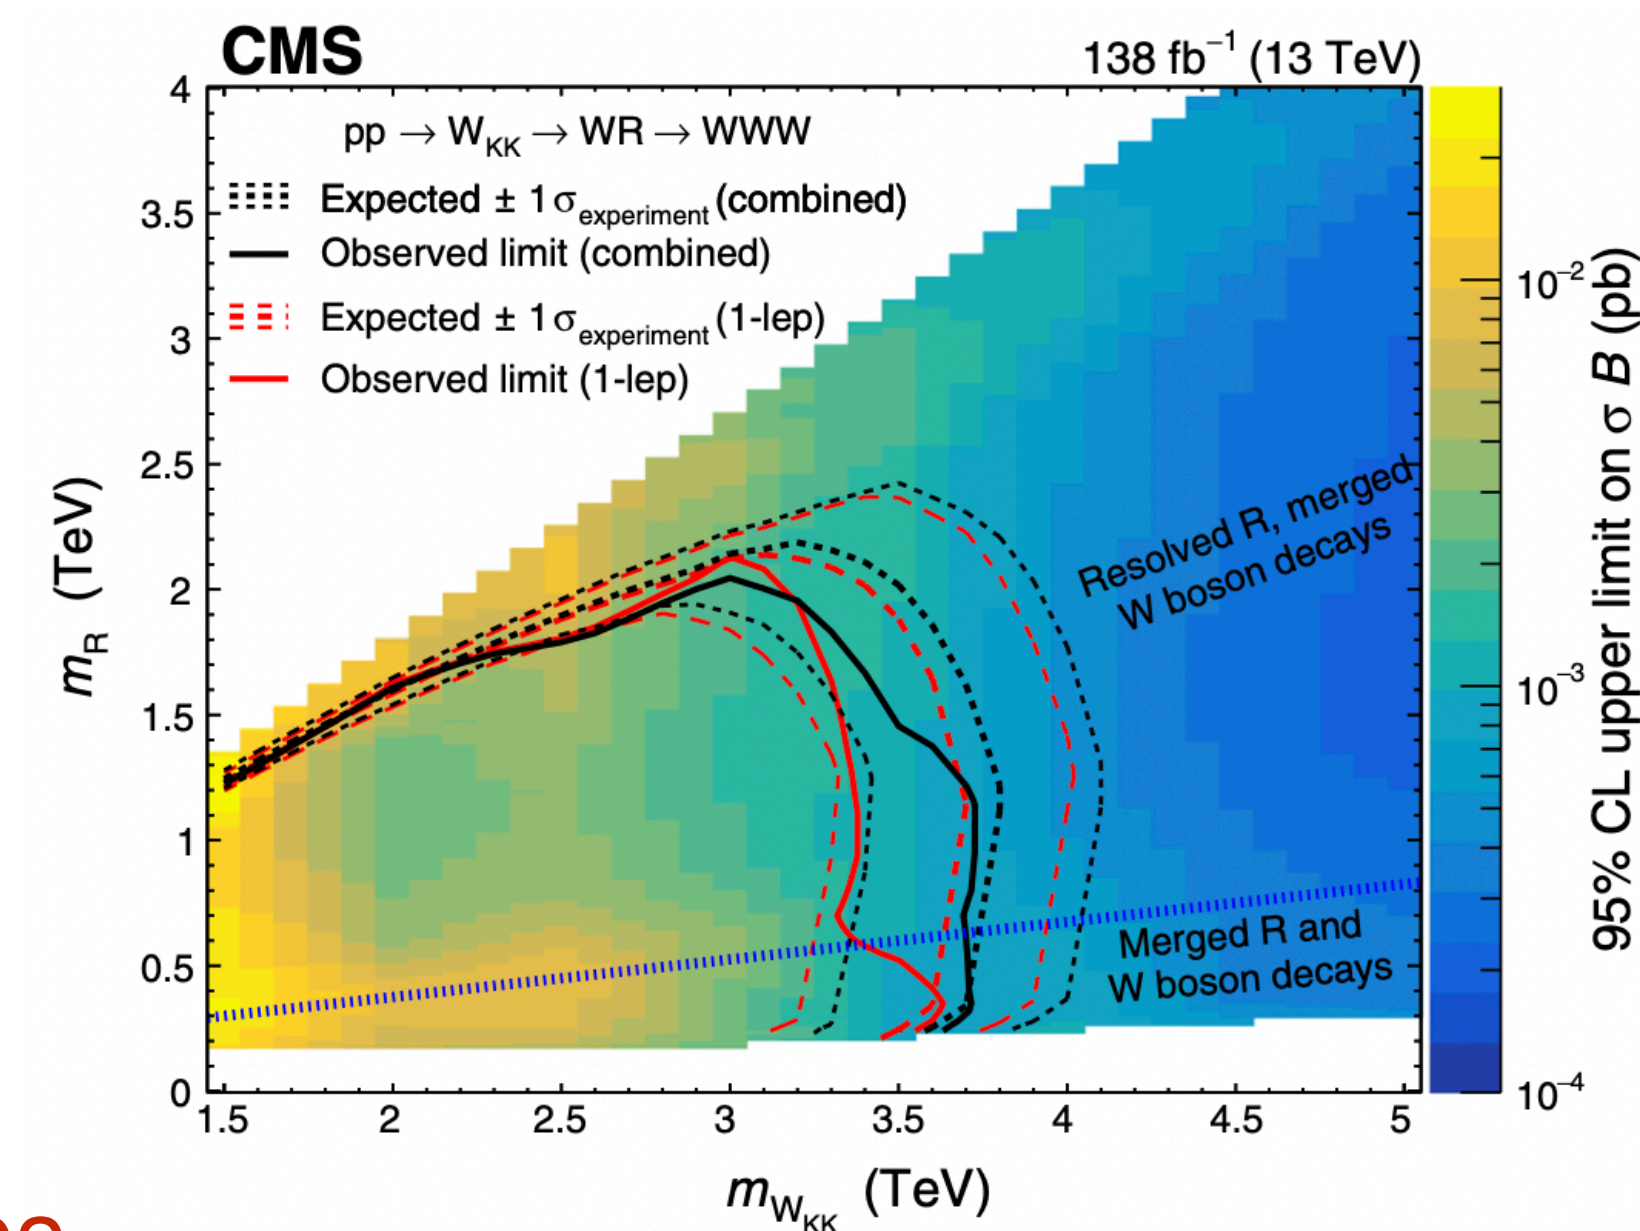 CMS
138 fb⁻¹ (13 TeV)
pp → W_KK → WR → WWW
Expected ± 1σ_experiment (combined)
Observed limit (combined)
Expected ± 1σ_experiment (1-lep)
Observed limit (1-lep)
Resolved R, merged
W boson decays
Merged R and
W boson decays
4
3.5
3
2.5
2
1.5
1
0.5
0
m_R (TeV)
1.5
2
2.5
3
3.5
4
4.5
5
m_W_KK (TeV)
10⁻²
10⁻³
10⁻⁴
95% CL upper limit on σ B (pb)